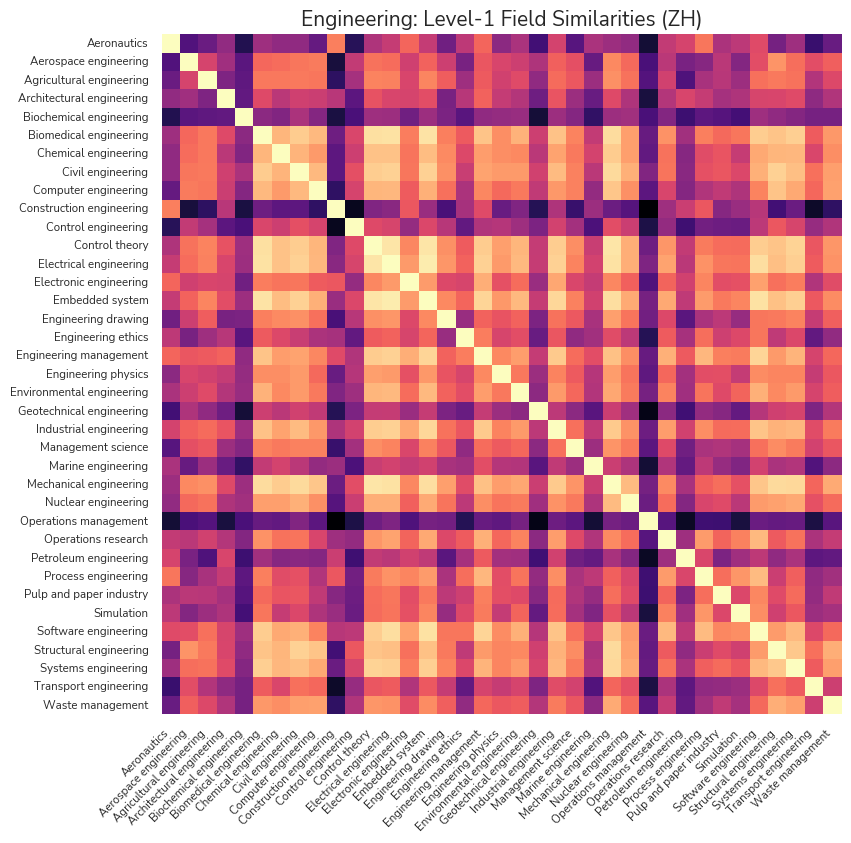 Engineering: Level-1 Field Similarities (ZH)
Aeronautics
Aerospace engineering
Agricultural engineering
Architectural engineering
Biochemical engineering
Biomedical engineering
Chemical engineering
Civil engineering
Computer engineering
Construction engineering
Control engineering
Control theory
Electrical engineering
Electronic engineering
Embedded system
Engineering drawing
Engineering ethics
Engineering management
Engineering physics
Environmental engineering
Geotechnical engineering
Industrial engineering
Management science
Marine engineering
Mechanical engineering
Nuclear engineering
Operations management
Operations research
Petroleum engineering
Process engineering
Pulp and paper industry
Simulation
Software engineering
Structural engineering
Systems engineering
Transport engineering
Waste management
Aeronautics
Aerospace engineering
Agricultural engineering
Architectural engineering
Biochemical engineering
Biomedical engineering
Chemical engineering
Civil engineering
Computer engineering
Construction engineering
Control engineering
Control theory
Electrical engineering
Electronic engineering
Embedded system
Engineering drawing
Engineering ethics
Engineering management
Engineering physics
Environmental engineering
Geotechnical engineering
Industrial engineering
Management science
Marine engineering
Mechanical engineering
Nuclear engineering
Operations management
Operations research
Petroleum engineering
Process engineering
Pulp and paper industry
Simulation
Software engineering
Structural engineering
Systems engineering
Transport engineering
Waste management